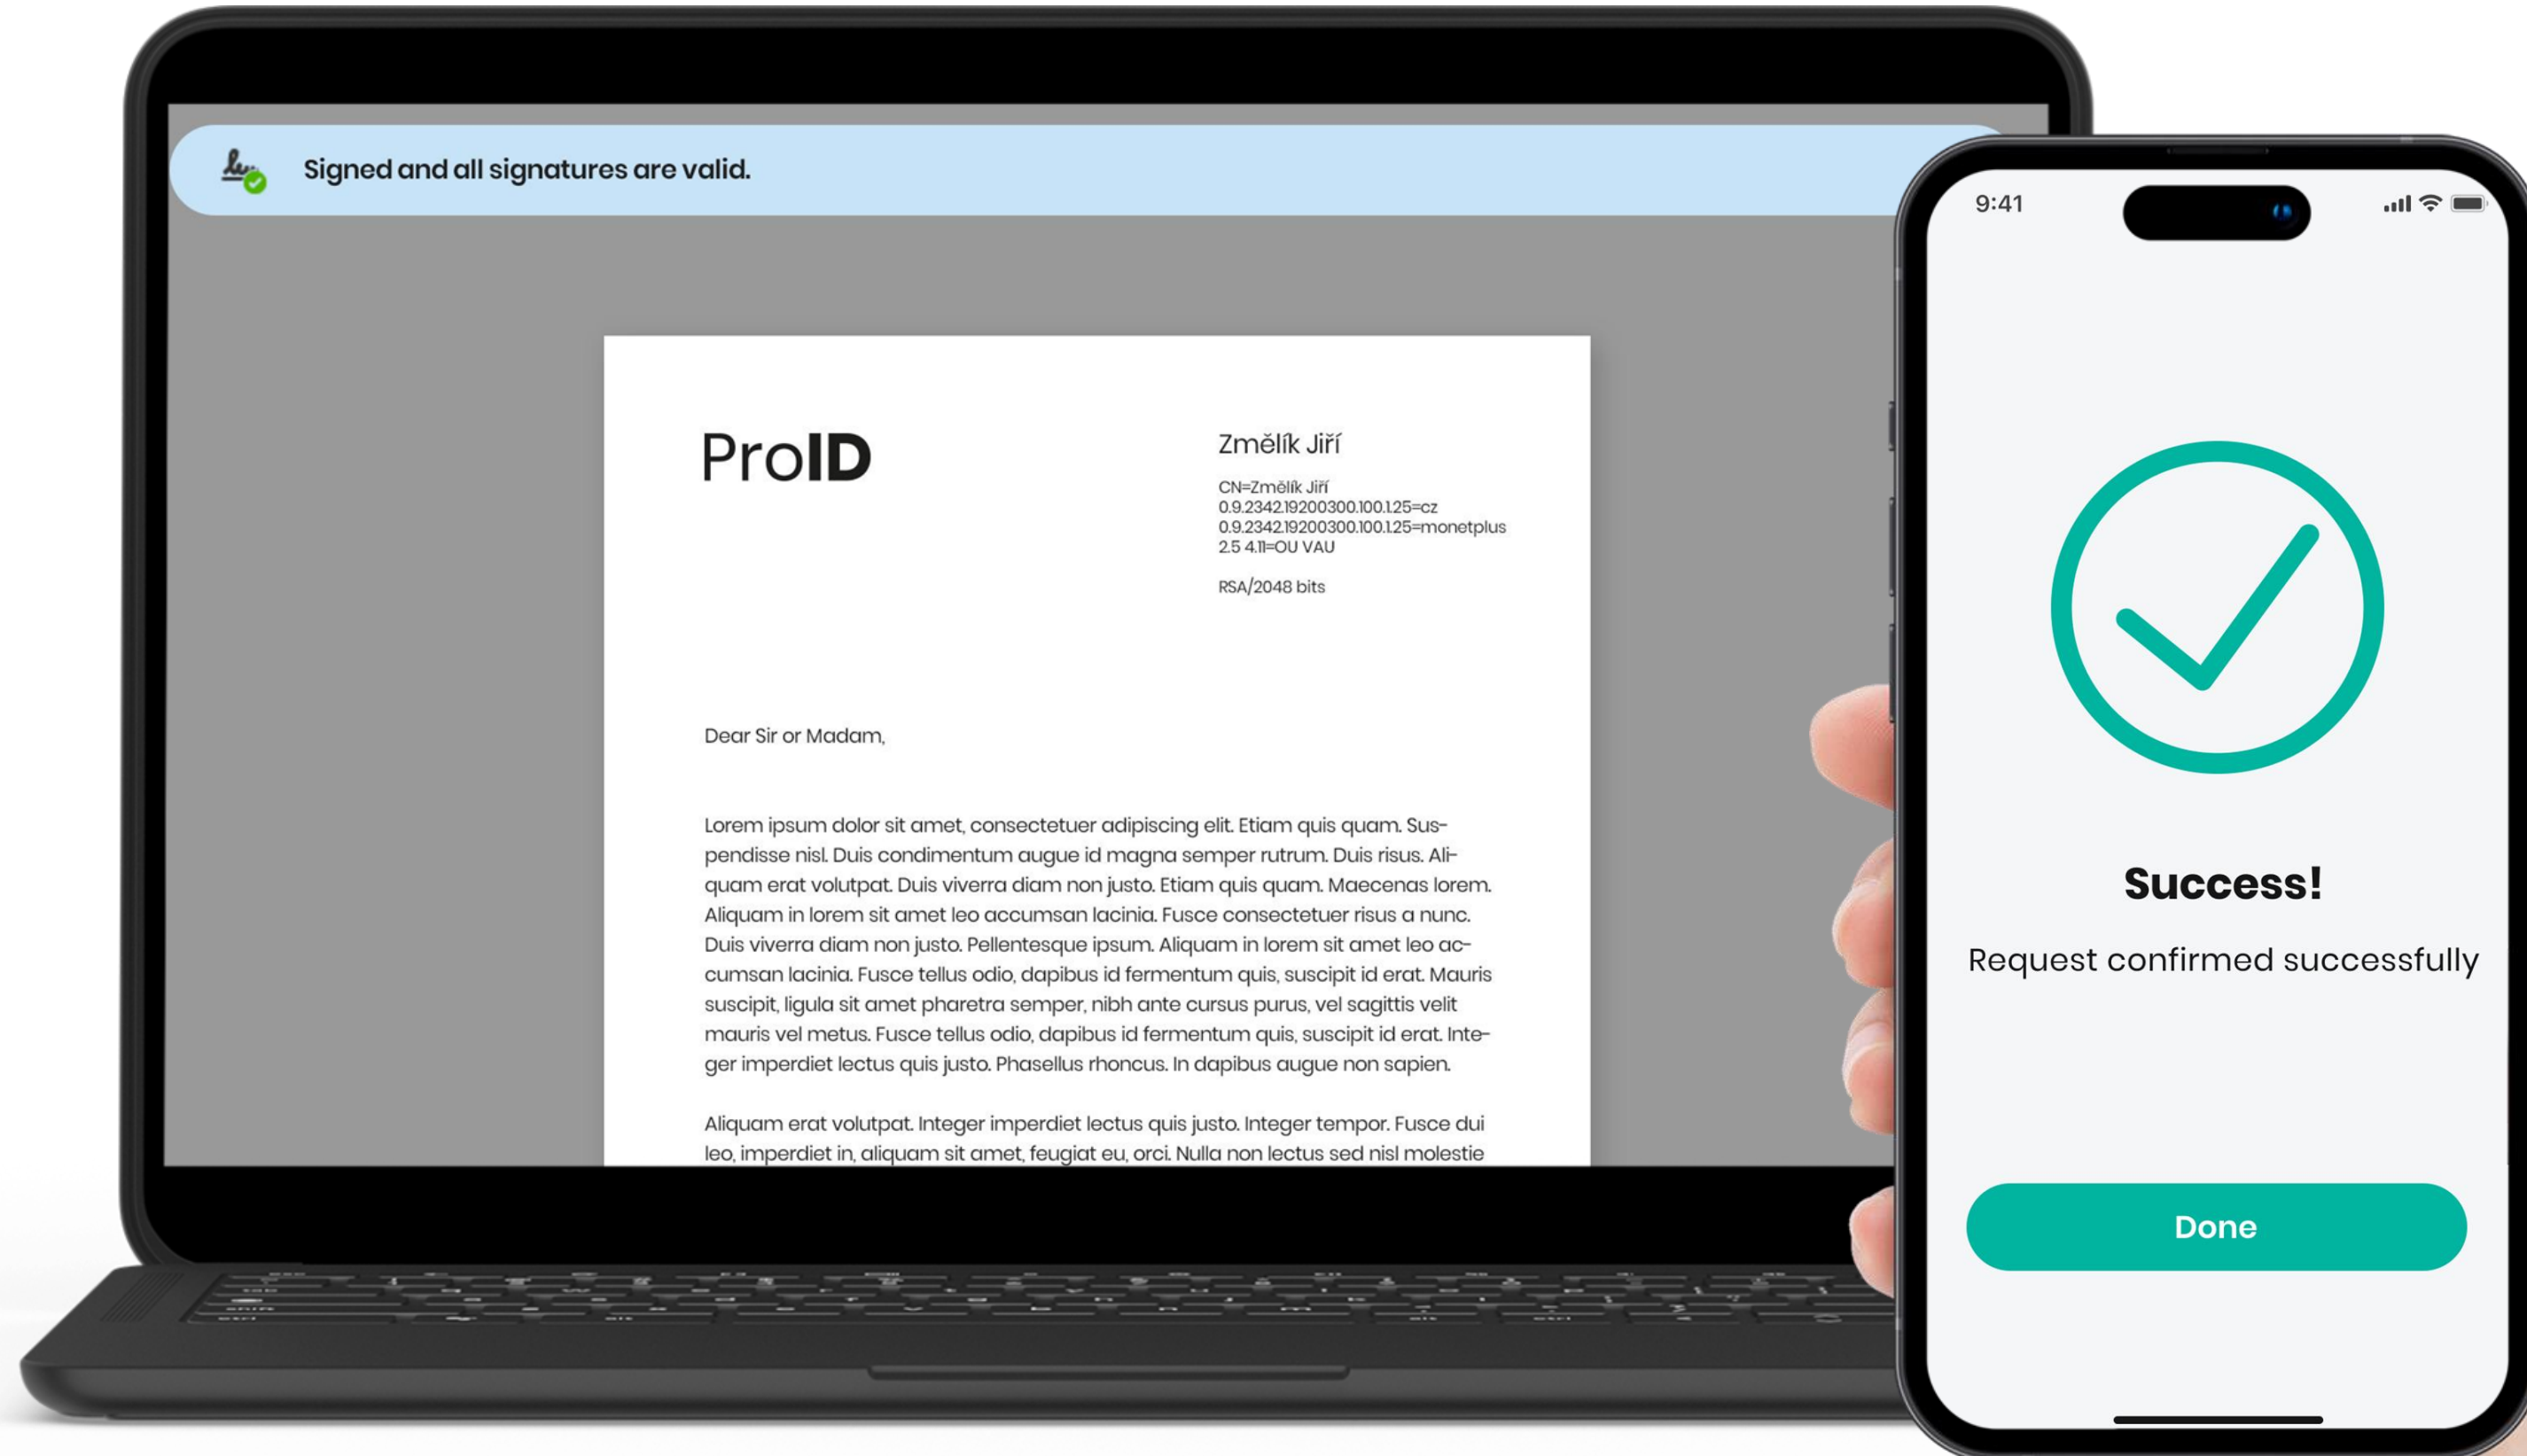 Signed and all signatures are valid.
ProID
Změlík Jiří
CN=Změlík Jiří
0.9.2342.19200300.100.1.25=cz
0.9.2342.19200300.100.1.25=monetplus
2.5 4.11=OU VAU
RSA/2048 bits
Dear Sir or Madam,
Lorem ipsum dolor sit amet, consectetuer adipiscing elit. Etiam quis quam. Sus-
pendisse nisl. Duis condimentum augue id magna semper rutrum. Duis risus. Ali-
quam erat volutpat. Duis viverra diam non justo. Etiam quis quam. Maecenas lorem.
Aliquam in lorem sit amet leo accumsan lacinia. Fusce consectetuer risus a nunc.
Duis viverra diam non justo. Pellentesque ipsum. Aliquam in lorem sit amet leo ac-
cumsan lacinia. Fusce tellus odio, dapibus id fermentum quis, suscipit id erat. Mauris
suscipit, ligula sit amet pharetra semper, nibh ante cursus purus, vel sagittis velit
mauris vel metus. Fusce tellus odio, dapibus id fermentum quis, suscipit id erat. Inte-
ger imperdiet lectus quis justo. Phasellus rhoncus. In dapibus augue non sapien.
Aliquam erat volutpat. Integer imperdiet lectus quis justo. Integer tempor. Fusce dui
leo, imperdiet in, aliquam sit amet, feugiat eu, orci. Nulla non lectus sed nisl molestie
9:41
Success!
Request confirmed successfully
Done